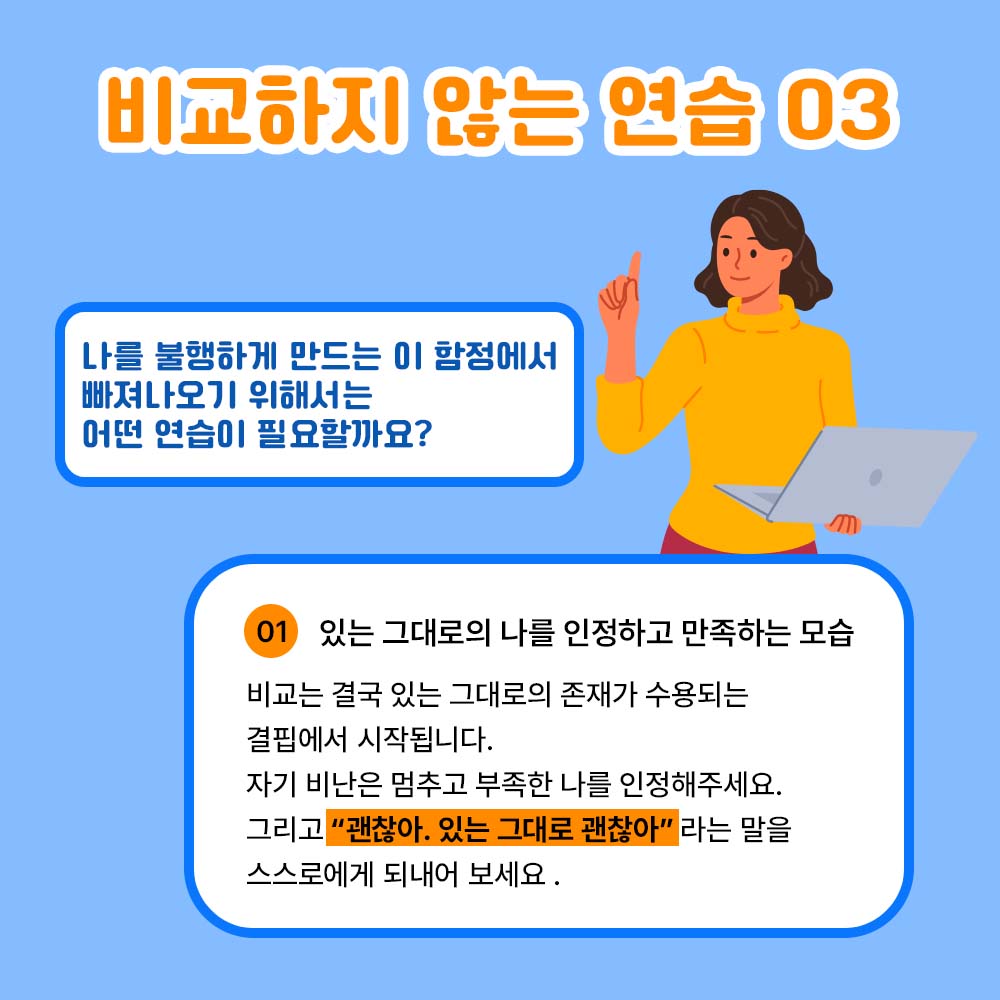 비교하지 않는 연습 03
나를 불행하게 만드는 이 함정에서
빠져나오기 위해서는
어떤 연습이 필요할까요?
01 있는 그대로의 나를 인정하고 만족하는 모습
비교는 결국 있는 그대로의 존재가 수용되는
결핍에서 시작됩니다.
자기 비난은 멈추고 부족한 나를 인정해주세요.
그리고 “괜찮아. 있는 그대로 괜찮아” 라는 말을
스스로에게 되내어 보세요 .